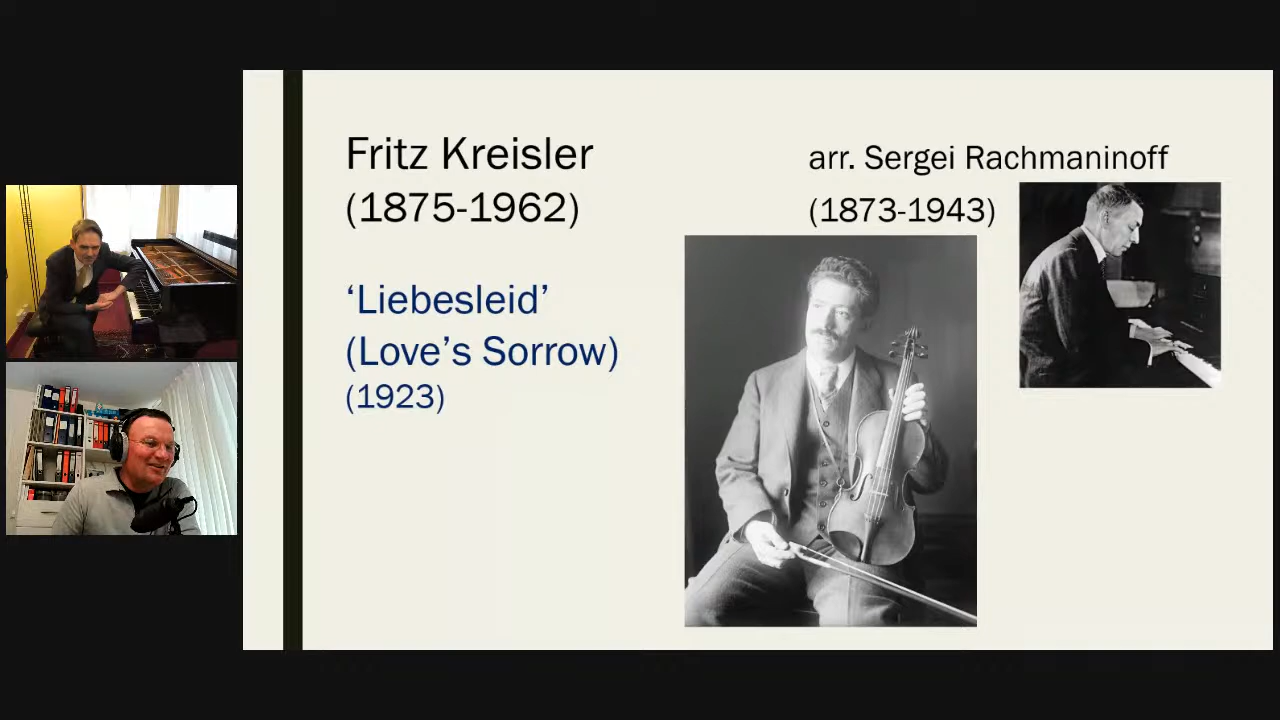 Fritz Kreisler
(1875-1962)
‘Liebesleid’
(Love’s Sorrow)
(1923)
arr. Sergei Rachmaninoff
(1873-1943)